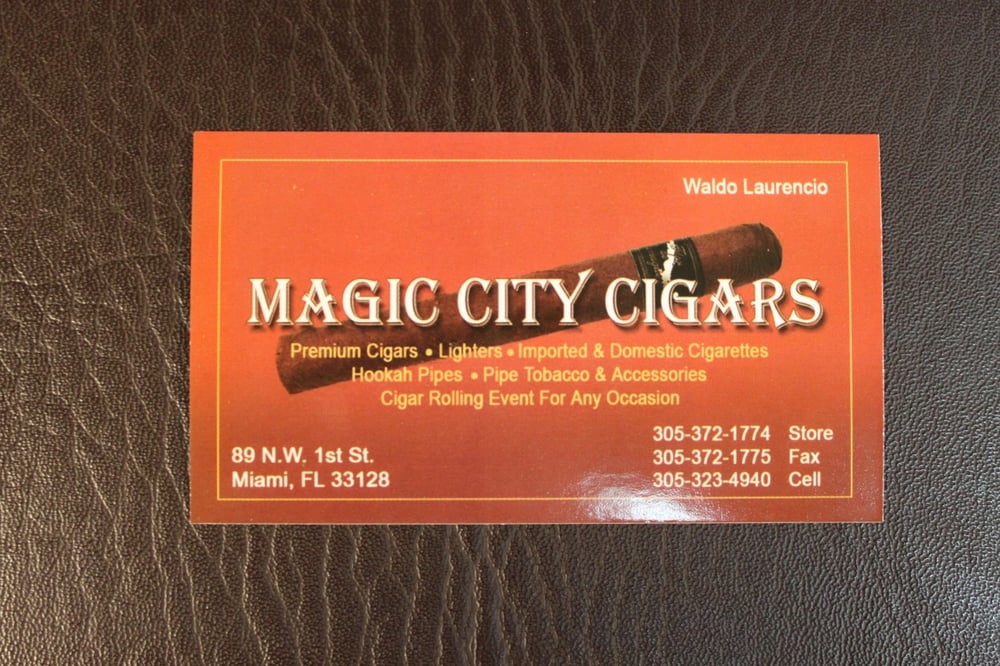 Waldo Laurencio
MAGIC CITY CIGARS
Premium Cigars • Lighters • Imported & Domestic Cigarettes
Hookah Pipes • Pipe Tobacco & Accessories
Cigar Rolling Event For Any Occasion
89 N.W. 1st St.
Miami, FL 33128
305-372-1774 Store
305-372-1775 Fax
305-323-4940 Cell